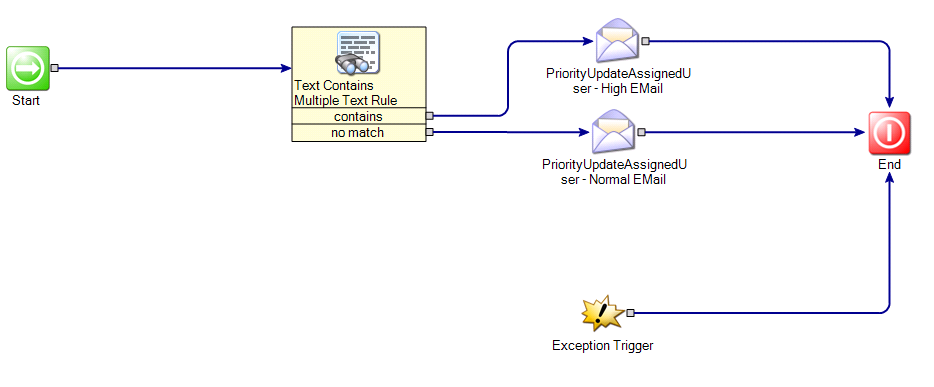 Start
Text Contains
Multiple Text Rule
contains
no match
PriorityUpdateAssignedU
ser - High EMail
PriorityUpdateAssignedU
ser - Normal EMail
End
Exception Trigger